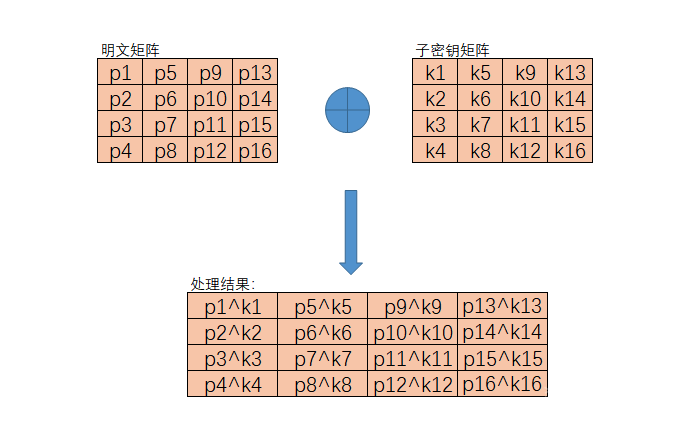 明文矩阵 子密钥矩阵
p1 p5 p9 p13 k1 k5 k9 k13
p2 p6 p10 p14 k2 k6 k10 k14
p3 p7 p11 p15 k3 k7 k11 k15
p4 p8 p12 p16 k4 k8 k12 k16
处理结果:
p1^k1 p5^k5 p9^k9 p13^k13
p2^k2 p6^k6 p10^k10 p14^k14
p3^k3 p7^k7 p11^k11 p15^k15
p4^k4 p8^k8 p12^k12 p16^k16